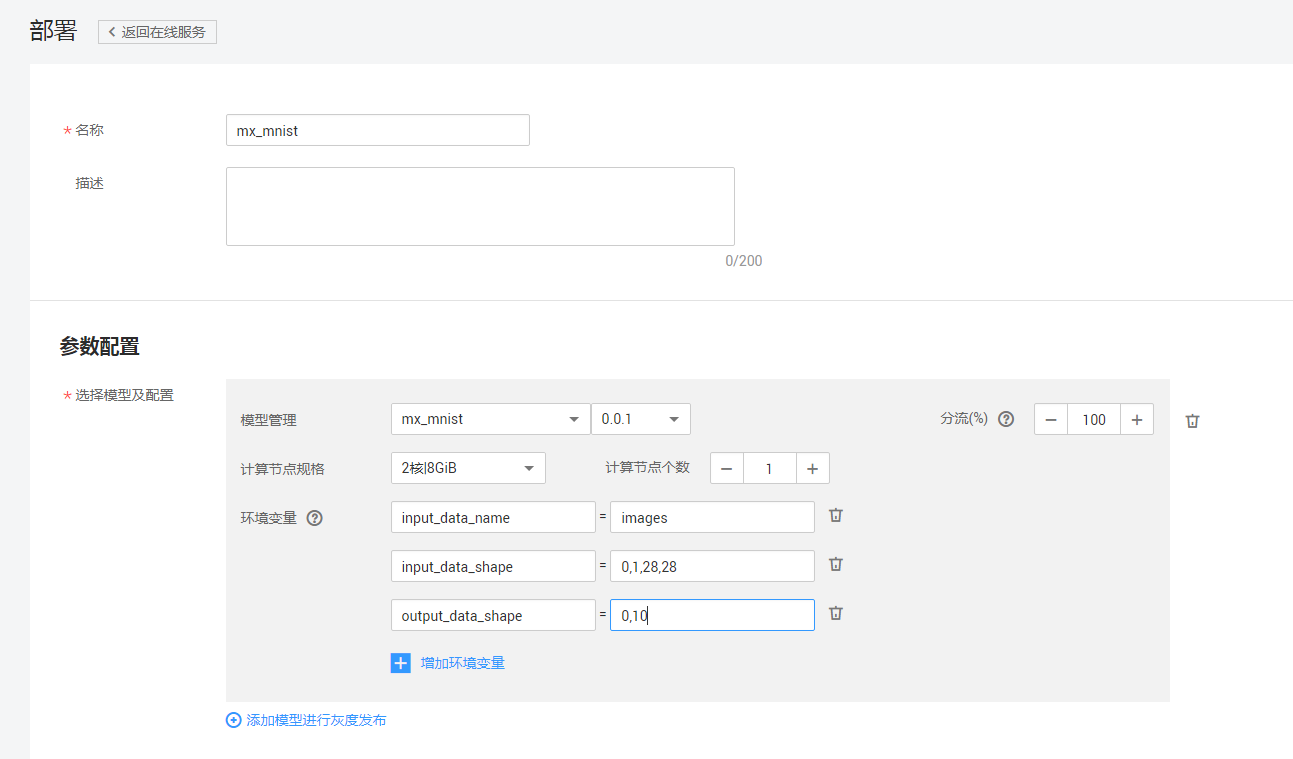 部署 返回在线服务
* 名称 mx_mnist
描述
0/200
参数配置
* 选择模型及配置
模型管理 mx_mnist 0.0.1 分流(%) ? − 100 +
计算节点规格 2核|8GiB 计算节点个数 − 1 +
环境变量 ? input_data_name = images
input_data_shape = 0,1,28,28
output_data_shape = 0,10
增加环境变量
添加模型进行灰度发布